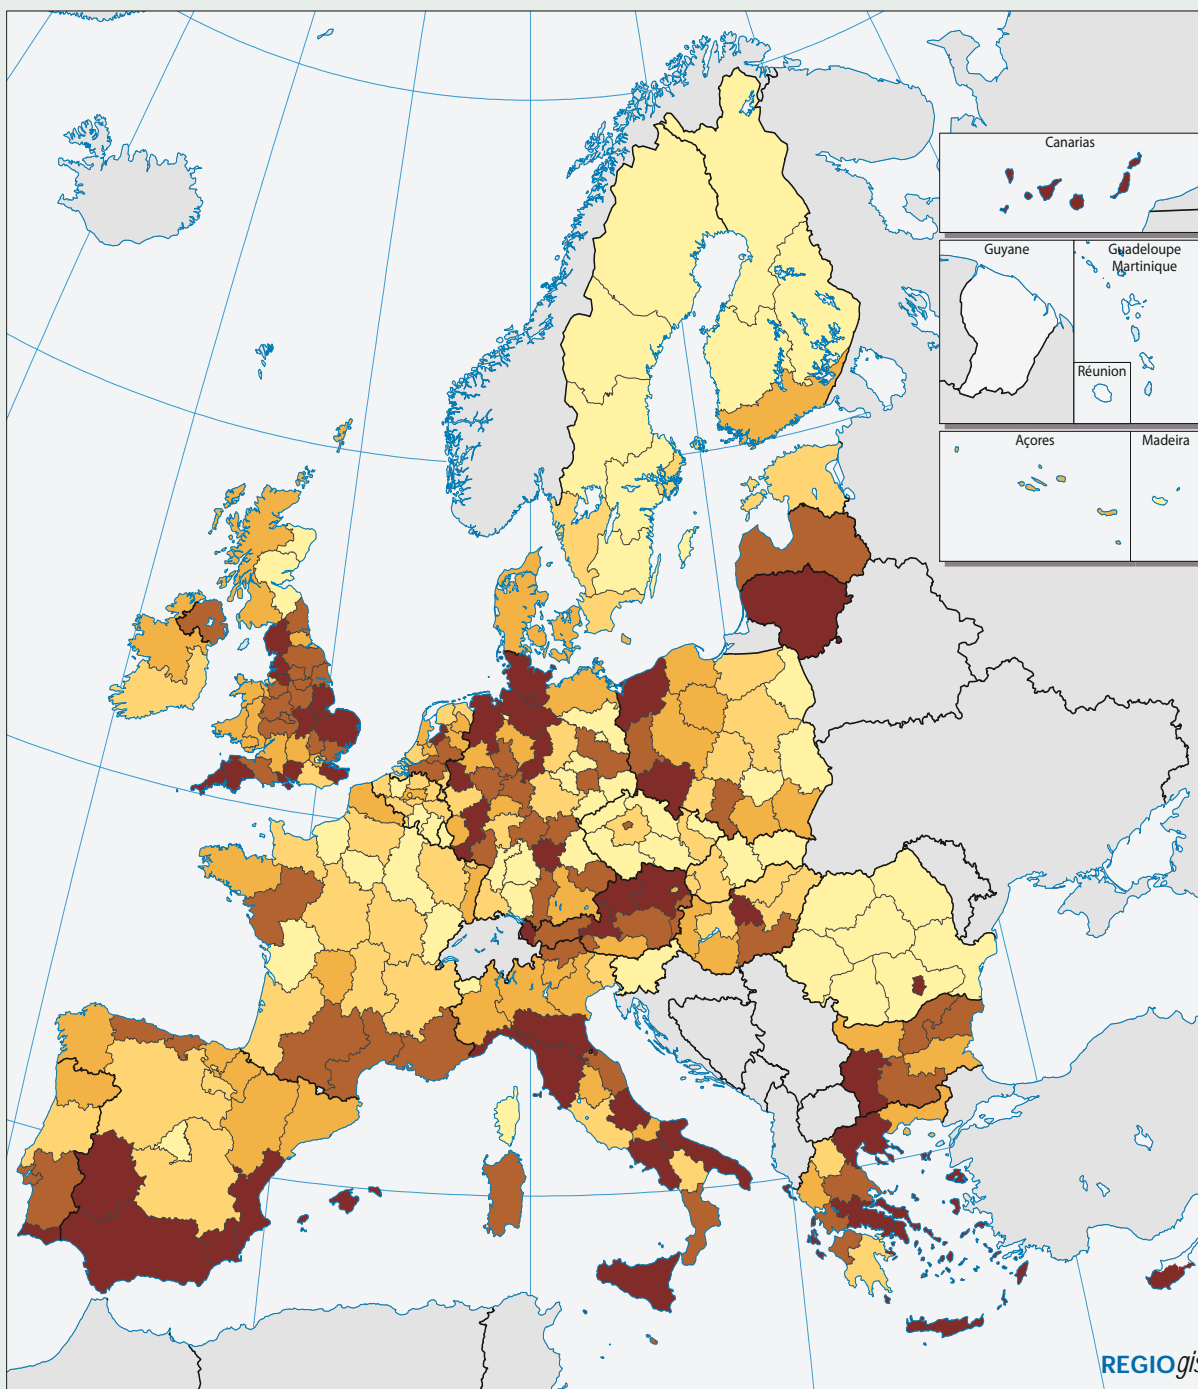 Canarias
Guyane
Guadeloupe
Martinique
Réunion
Açores
Madeira
REGIOgis